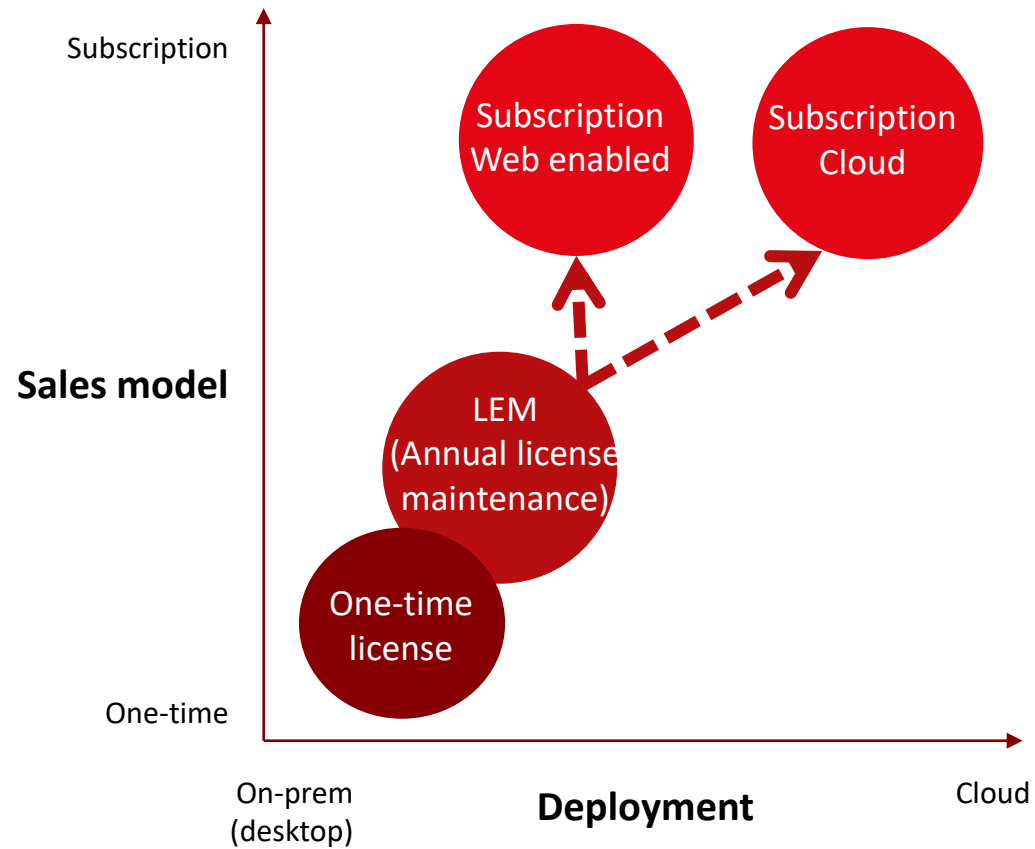 Subscription
Subscription
Web enabled
Subscription
Cloud
Sales model
LEM
(Annual license
maintenance)
One-time
license
One-time
On-prem
(desktop)
Deployment
Cloud